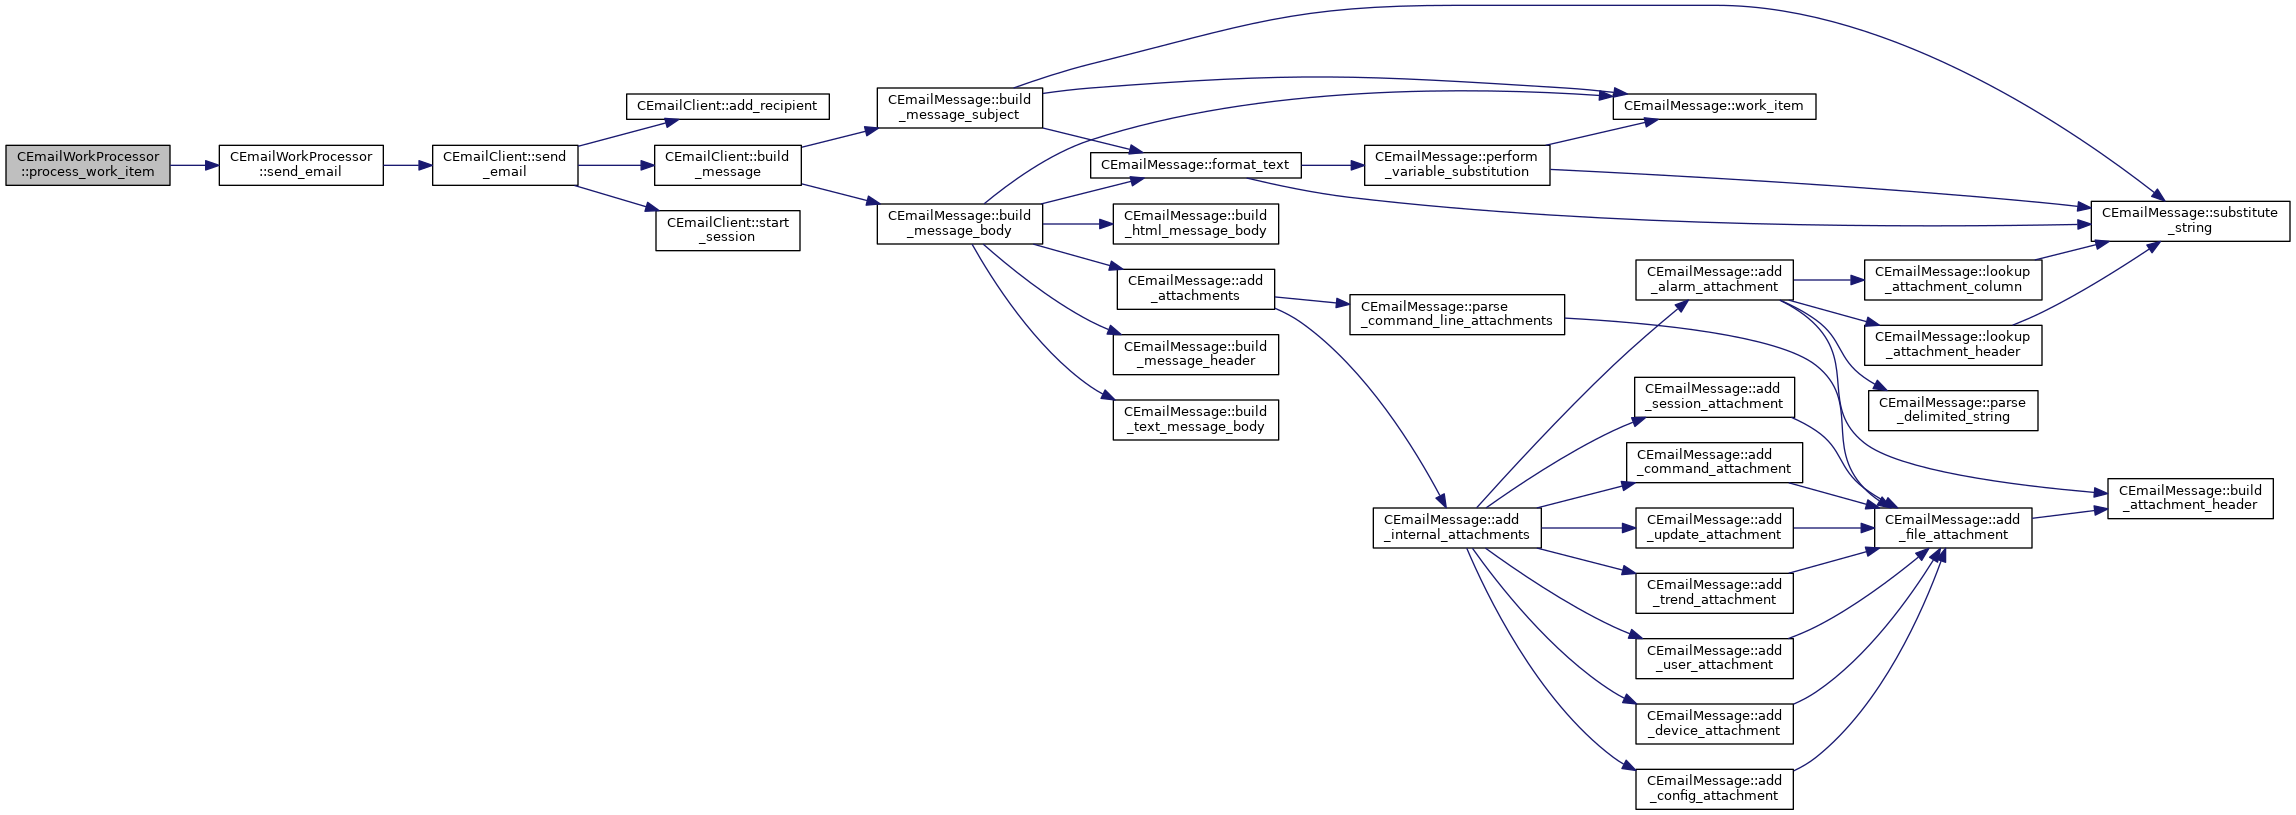 CEmailWorkProcessor
::process_work_item
CEmailWorkProcessor
::send_email
CEmailClient::send
_email
CEmailClient::add_recipient
CEmailClient::build
_message
CEmailClient::start
_session
CEmailMessage::build
_message_subject
CEmailMessage::build
_message_body
CEmailMessage::format_text
CEmailMessage::build
_html_message_body
CEmailMessage::add
_attachments
CEmailMessage::build
_message_header
CEmailMessage::build
_text_message_body
CEmailMessage::perform
_variable_substitution
CEmailMessage::parse
_command_line_attachments
CEmailMessage::add
_internal_attachments
CEmailMessage::work_item
CEmailMessage::add
_alarm_attachment
CEmailMessage::add
_session_attachment
CEmailMessage::add
_command_attachment
CEmailMessage::add
_update_attachment
CEmailMessage::add
_trend_attachment
CEmailMessage::add
_user_attachment
CEmailMessage::add
_device_attachment
CEmailMessage::add
_config_attachment
CEmailMessage::lookup
_attachment_column
CEmailMessage::lookup
_attachment_header
CEmailMessage::parse
_delimited_string
CEmailMessage::add
_file_attachment
CEmailMessage::substitute
_string
CEmailMessage::build
_attachment_header